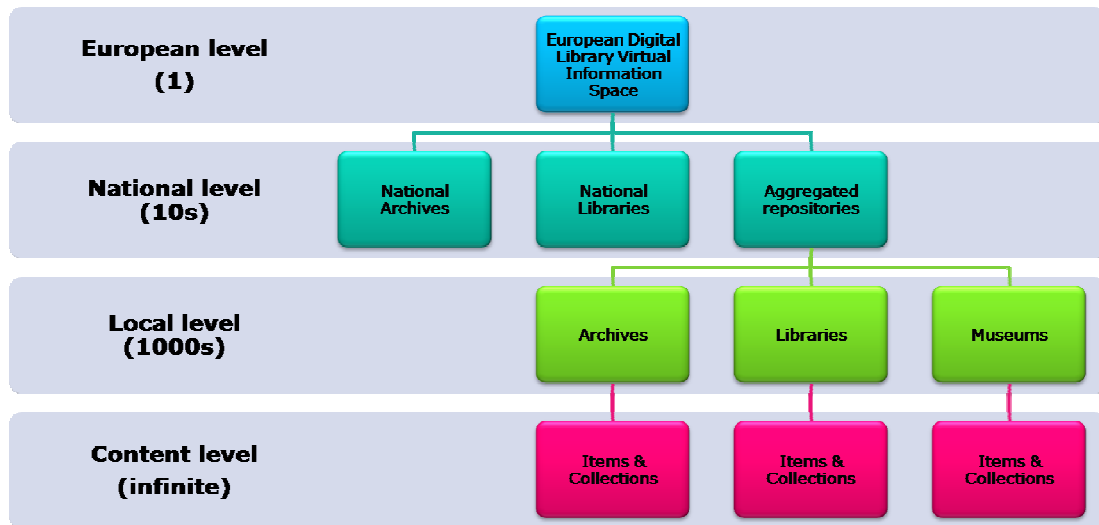 European level
(1)
European Digital
Library Virtual
Information
Space
National level
(10s)
National
Archives
National
Libraries
Aggregated
repositories
Local level
(1000s)
Archives
Libraries
Museums
Content level
(infinite)
Items &
Collections
Items &
Collections
Items &
Collections